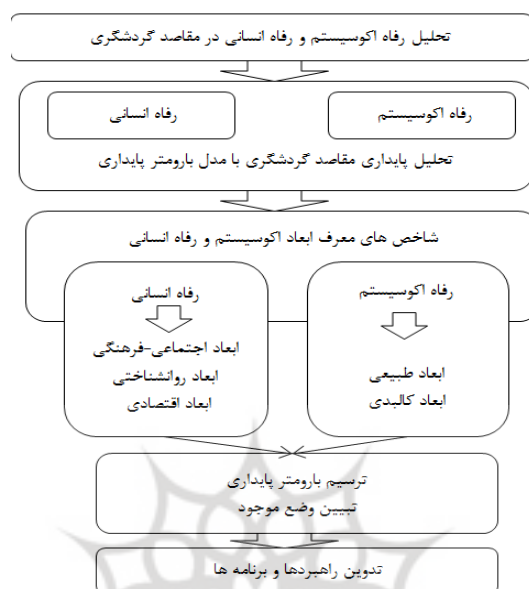 تحلیل رفاه اکوسیستم و رفاه انسانی در مقاصد گردشگری
رفاه اکوسیستم
رفاه انسانی
تحلیل پایداری مقاصد گردشگری با مدل بارومتر پایداری
شاخص های معرف ابعاد اکوسیستم و رفاه انسانی
رفاه اکوسیستم
ابعاد طبیعی
ابعاد کالبدی
رفاه انسانی
ابعاد اجتماعی-فرهنگی
ابعاد روانشناختی
ابعاد اقتصادی
ترسیم بارومتر پایداری
تبیین وضع موجود
تدوین راهبردها و برنامه ها